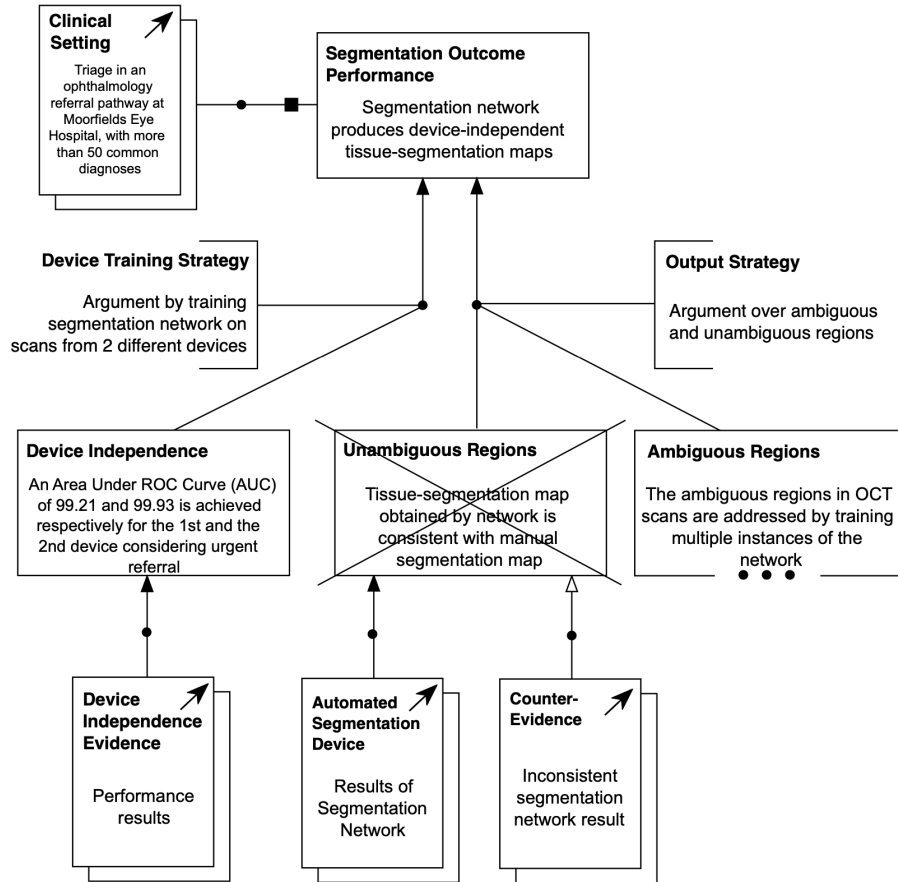 Clinical
Setting
Triage in an
ophthalmology
referral pathway at
Moorfields Eye
Hospital, with more
than 50 common
diagnoses
Segmentation Outcome
Performance
Segmentation network
produces device-independent
tissue-segmentation maps
Device Training Strategy
Argument by training
segmentation network on
scans from 2 different devices
Output Strategy
Argument over ambiguous
and unambiguous regions
Device Independence
An Area Under ROC Curve (AUC)
of 99.21 and 99.93 is achieved
respectively for the 1st and the
2nd device considering urgent
referral
Unambiguous Regions
Tissue-segmentation map
obtained by network is
consistent with manual
segmentation map
Ambiguous Regions
The ambiguous regions in OCT
scans are addressed by training
multiple instances of the
network
Device
Independence
Evidence
Performance
results
Automated
Segmentation
Device
Results of
Segmentation
Network
Counter-
Evidence
Inconsistent
segmentation
network result